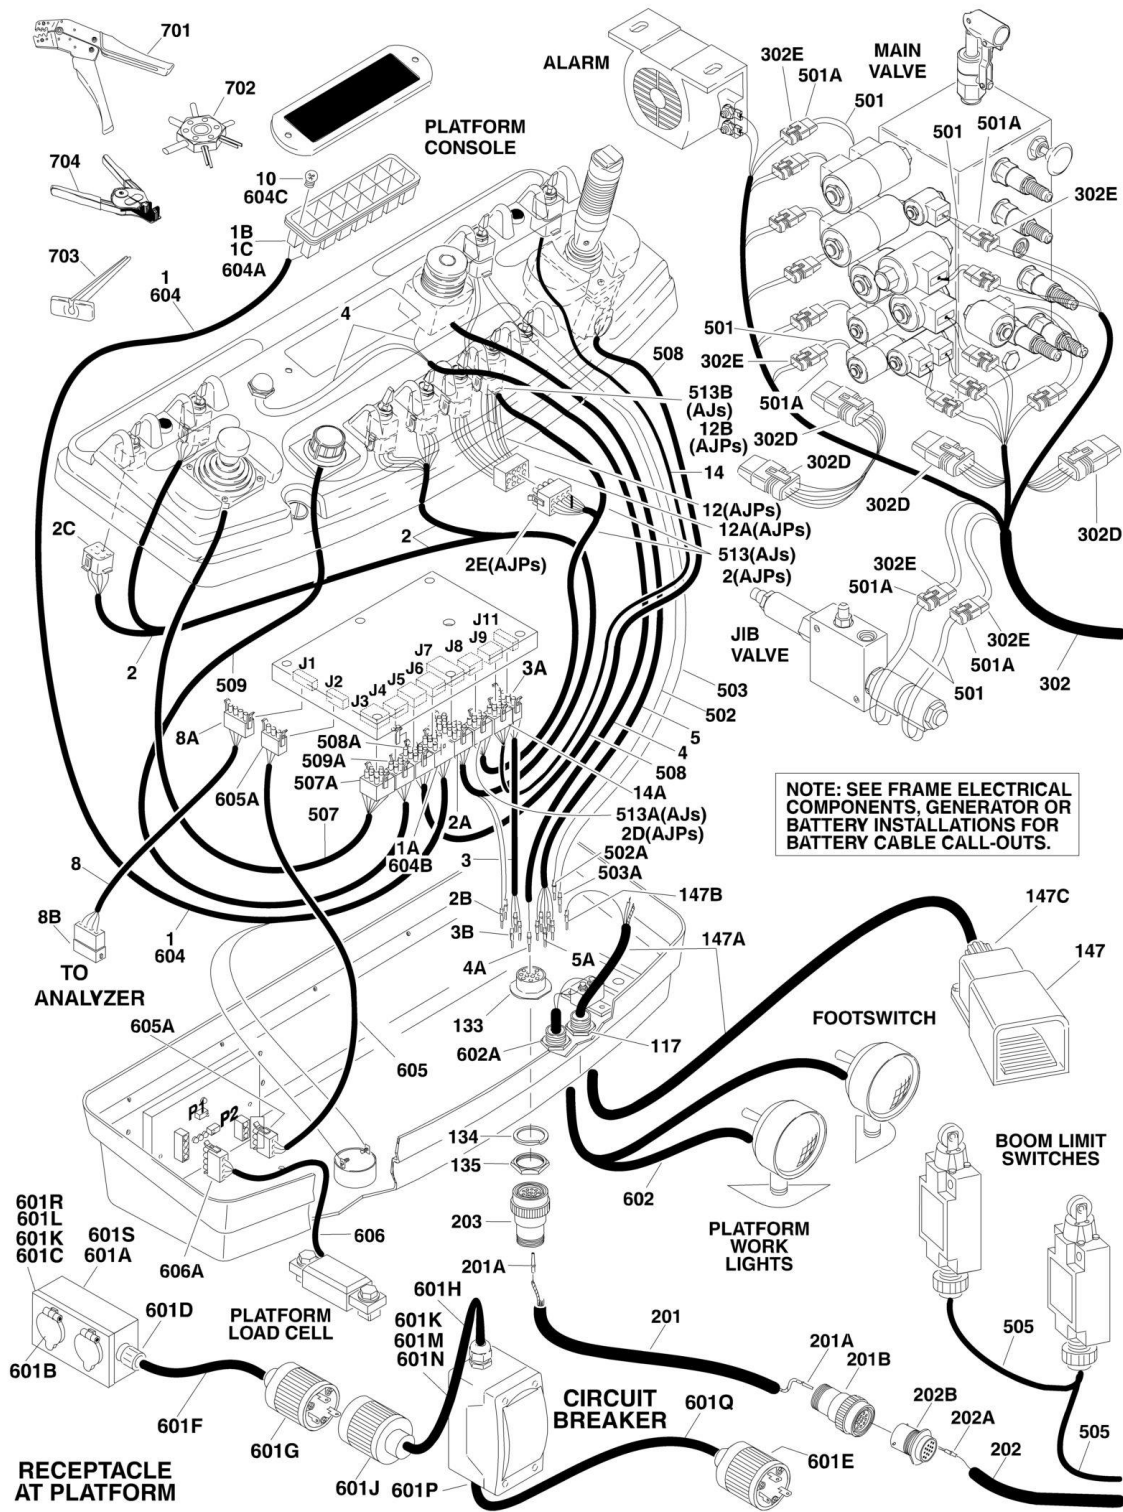 701
702
704
703
ALARM
302E
501A
501
MAIN
VALVE
501
501A
302E
PLATFORM
CONSOLE
10
604C
1B
1C
604A
1
604
4
501
302E
501A
302D
302D
302D
302D
508
513B
(AJs)
12B
(AJPs)
14
12(AJPs)
12A(AJPs)
513(AJs)
2(AJPs)
2C
2
2E(AJPs)
302E
501A
302E
501A
501
302
JIB
VALVE
2
509
J1
J2
J3
J4
J5
J6
J7
J8
J9
J11
3A
503
502
5
4
508
14A
513A(AJs)
2D(AJPs)
502A
503A
8A
605A
508A
509A
507A
507
1A
604B
2A
3
2B
3B
4A
5A
147B
147A
NOTE: SEE FRAME ELECTRICAL
COMPONENTS, GENERATOR OR
BATTERY INSTALLATIONS FOR
BATTERY CABLE CALL-OUTS.
8
8B
TO
ANALYZER
1
604
147C
147
FOOTSWITCH
605A
605
133
602A
117
P1
P2
134
135
203
201A
602
PLATFORM
WORK
LIGHTS
BOOM LIMIT
SWITCHES
601R
601L
601K
601C
601S
601A
606A
606
PLATFORM
LOAD CELL
601D
601B
601F
601G
601H
601K
601M
601N
601J
601P
CIRCUIT
BREAKER
601Q
601E
201
201A
201B
202B
202A
202
505
505
RECEPTACLE
AT PLATFORM